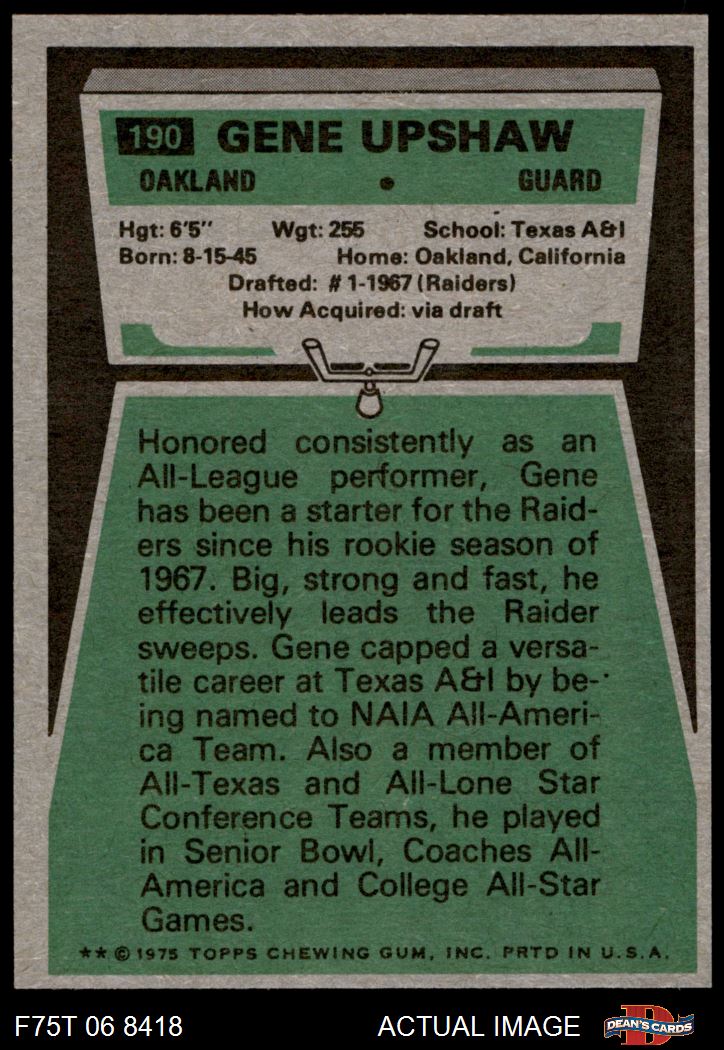 190 GENE UPSHAW
OAKLAND • GUARD
Hgt: 6'5" Wgt: 255 School: Texas A&I
Born: 8-15-45 Home: Oakland, California
Drafted: # 1-1967 (Raiders)
How Acquired: via draft
Honored consistently as an
All-League performer, Gene
has been a starter for the Raid-
ers since his rookie season of
1967. Big, strong and fast, he
effectively leads the Raider
sweeps. Gene capped a versa-
tile career at Texas A&I by be-
ing named to NAIA All-Ameri-
ca Team. Also a member of
All-Texas and All-Lone Star
Conference Teams, he played
in Senior Bowl, Coaches All-
America and College All-Star
Games.
** © 1975 TOPPS CHEWING GUM, INC. PRTD IN U.S.A.
F75T 06 8418 ACTUAL IMAGE D DEAN'S CARDS